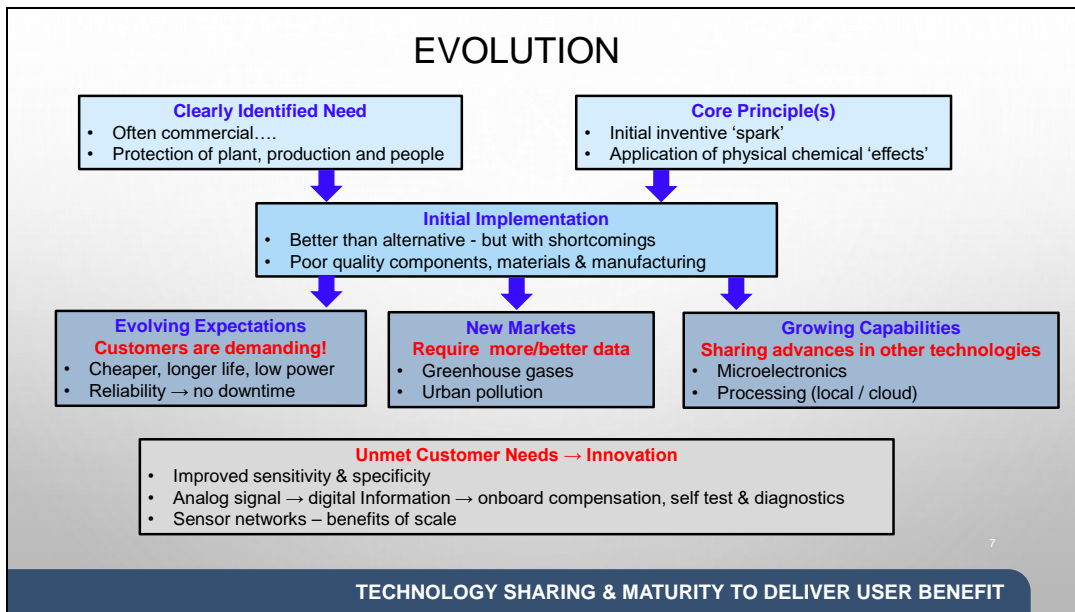 EVOLUTION
Clearly Identified Need
• Often commercial….
• Protection of plant, production and people
Core Principle(s)
• Initial inventive ‘spark’
• Application of physical chemical ‘effects’
Initial Implementation
• Better than alternative - but with shortcomings
• Poor quality components, materials & manufacturing
Evolving Expectations
Customers are demanding!
• Cheaper, longer life, low power
• Reliability → no downtime
New Markets
Require more/better data
• Greenhouse gases
• Urban pollution
Growing Capabilities
Sharing advances in other technologies
• Microelectronics
• Processing (local / cloud)
Unmet Customer Needs → Innovation
• Improved sensitivity & specificity
• Analog signal → digital Information → onboard compensation, self test & diagnostics
• Sensor networks – benefits of scale
7
TECHNOLOGY SHARING & MATURITY TO DELIVER USER BENEFIT